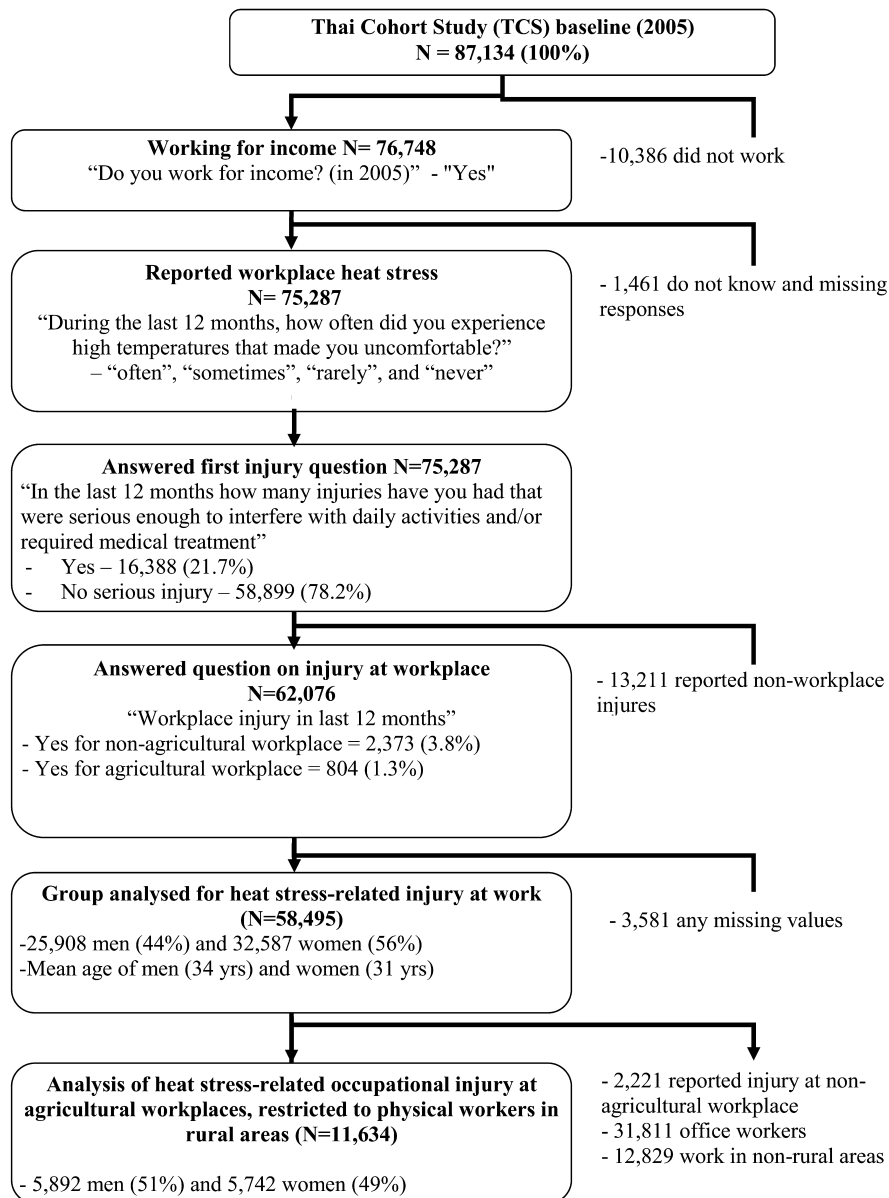 Thai Cohort Study (TCS) baseline (2005)
N = 87,134 (100%)
Working for income N= 76,748
“Do you work for income? (in 2005)” - "Yes"
-10,386 did not work
Reported workplace heat stress
N= 75,287
“During the last 12 months, how often did you experience
high temperatures that made you uncomfortable?”
– “often”, “sometimes”, “rarely”, and “never”
- 1,461 do not know and missing
responses
Answered first injury question N=75,287
“In the last 12 months how many injuries have you had that
were serious enough to interfere with daily activities and/or
required medical treatment”
- Yes – 16,388 (21.7%)
- No serious injury – 58,899 (78.2%)
Answered question on injury at workplace
N=62,076
“Workplace injury in last 12 months”
- Yes for non-agricultural workplace = 2,373 (3.8%)
- Yes for agricultural workplace = 804 (1.3%)
- 13,211 reported non-workplace
injures
Group analysed for heat stress-related injury at work
(N=58,495)
-25,908 men (44%) and 32,587 women (56%)
-Mean age of men (34 yrs) and women (31 yrs)
- 3,581 any missing values
Analysis of heat stress-related occupational injury at
agricultural workplaces, restricted to physical workers in
rural areas (N=11,634)
- 5,892 men (51%) and 5,742 women (49%)
- 2,221 reported injury at non-
agricultural workplace
- 31,811 office workers
- 12,829 work in non-rural areas